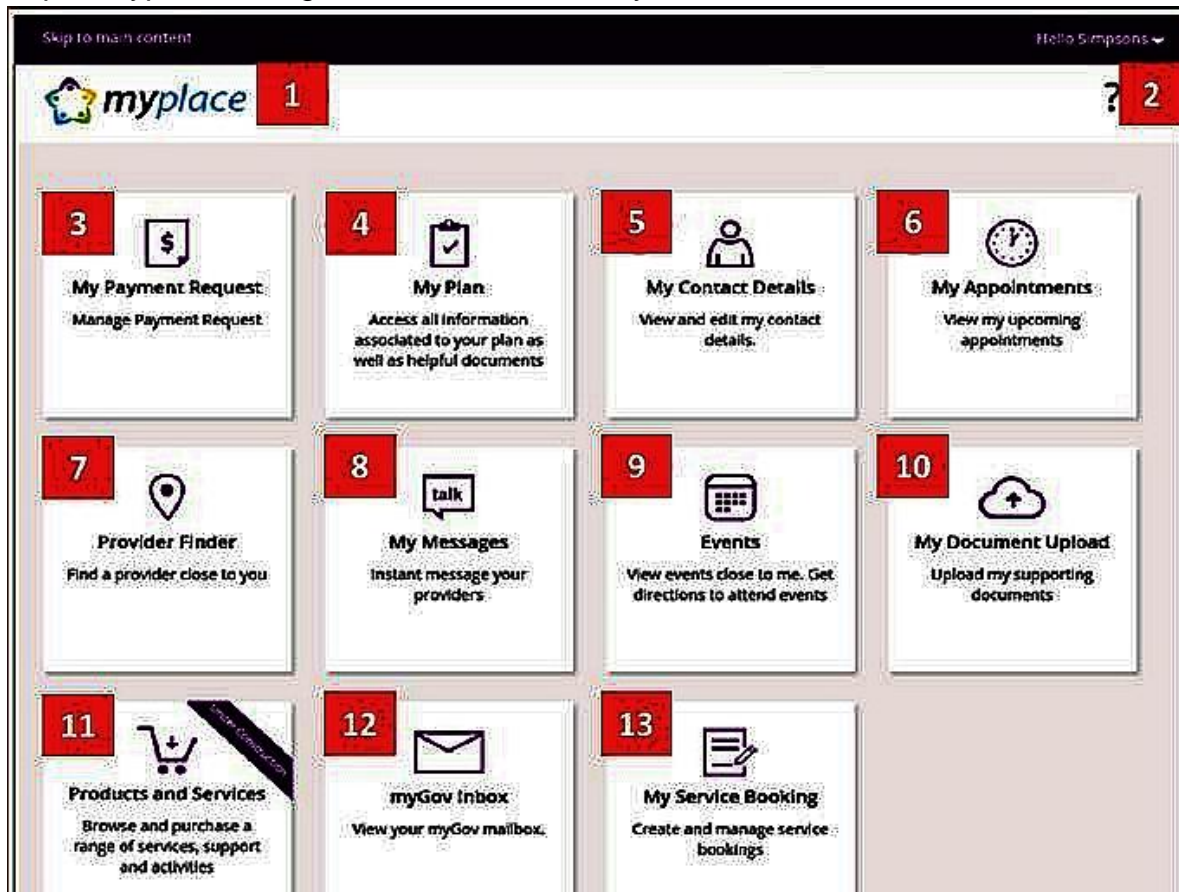 Skip to main content
Hello Simpsons
myplace
1
?
2
3
$
My Payment Request
Manage Payment Request
4
My Plan
Access all information
associated to your plan as
well as helpful documents
5
My Contact Details
View and edit my contact
details.
6
My Appointments
View my upcoming
appointments
7
Provider Finder
Find a provider close to you
8
talk
My Messages
Instant message your
providers
9
Events
View events close to me. Get
directions to attend events
10
My Document Upload
Upload my supporting
documents
11
Under Construction
Products and Services
Browse and purchase a
range of services, support
and activities
12
myGov Inbox
View your myGov mailbox.
13
My Service Booking
Create and manage service
bookings